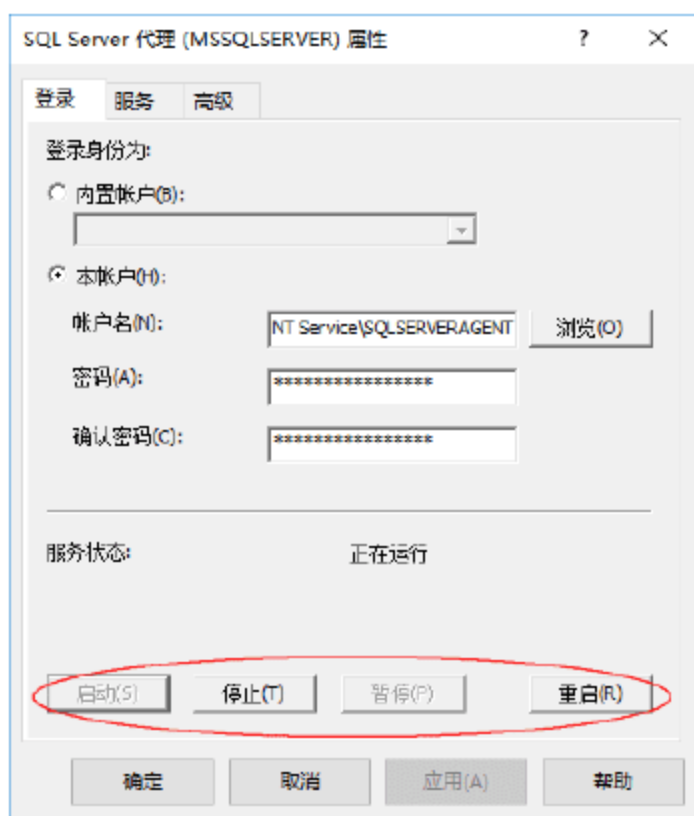 SQL Server 代理 (MSSQLSERVER) 属性 ? ×
登录 服务 高级
登录身份为:
内置帐户(B):
本帐户(H):
帐户名(N): NT Service\SQLSERVERAGENT 浏览(O)
密码(A): ****************
确认密码(C): ****************
服务状态: 正在运行
启动(S) 停止(T) 暂停(P) 重启(R)
确定 取消 应用(A) 帮助